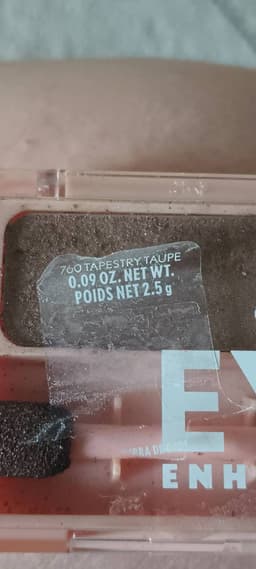 760 TAPESTRY TAUPE
0.09 OZ. NET WT.
POIDS NET 2.5 g
EY
ENH